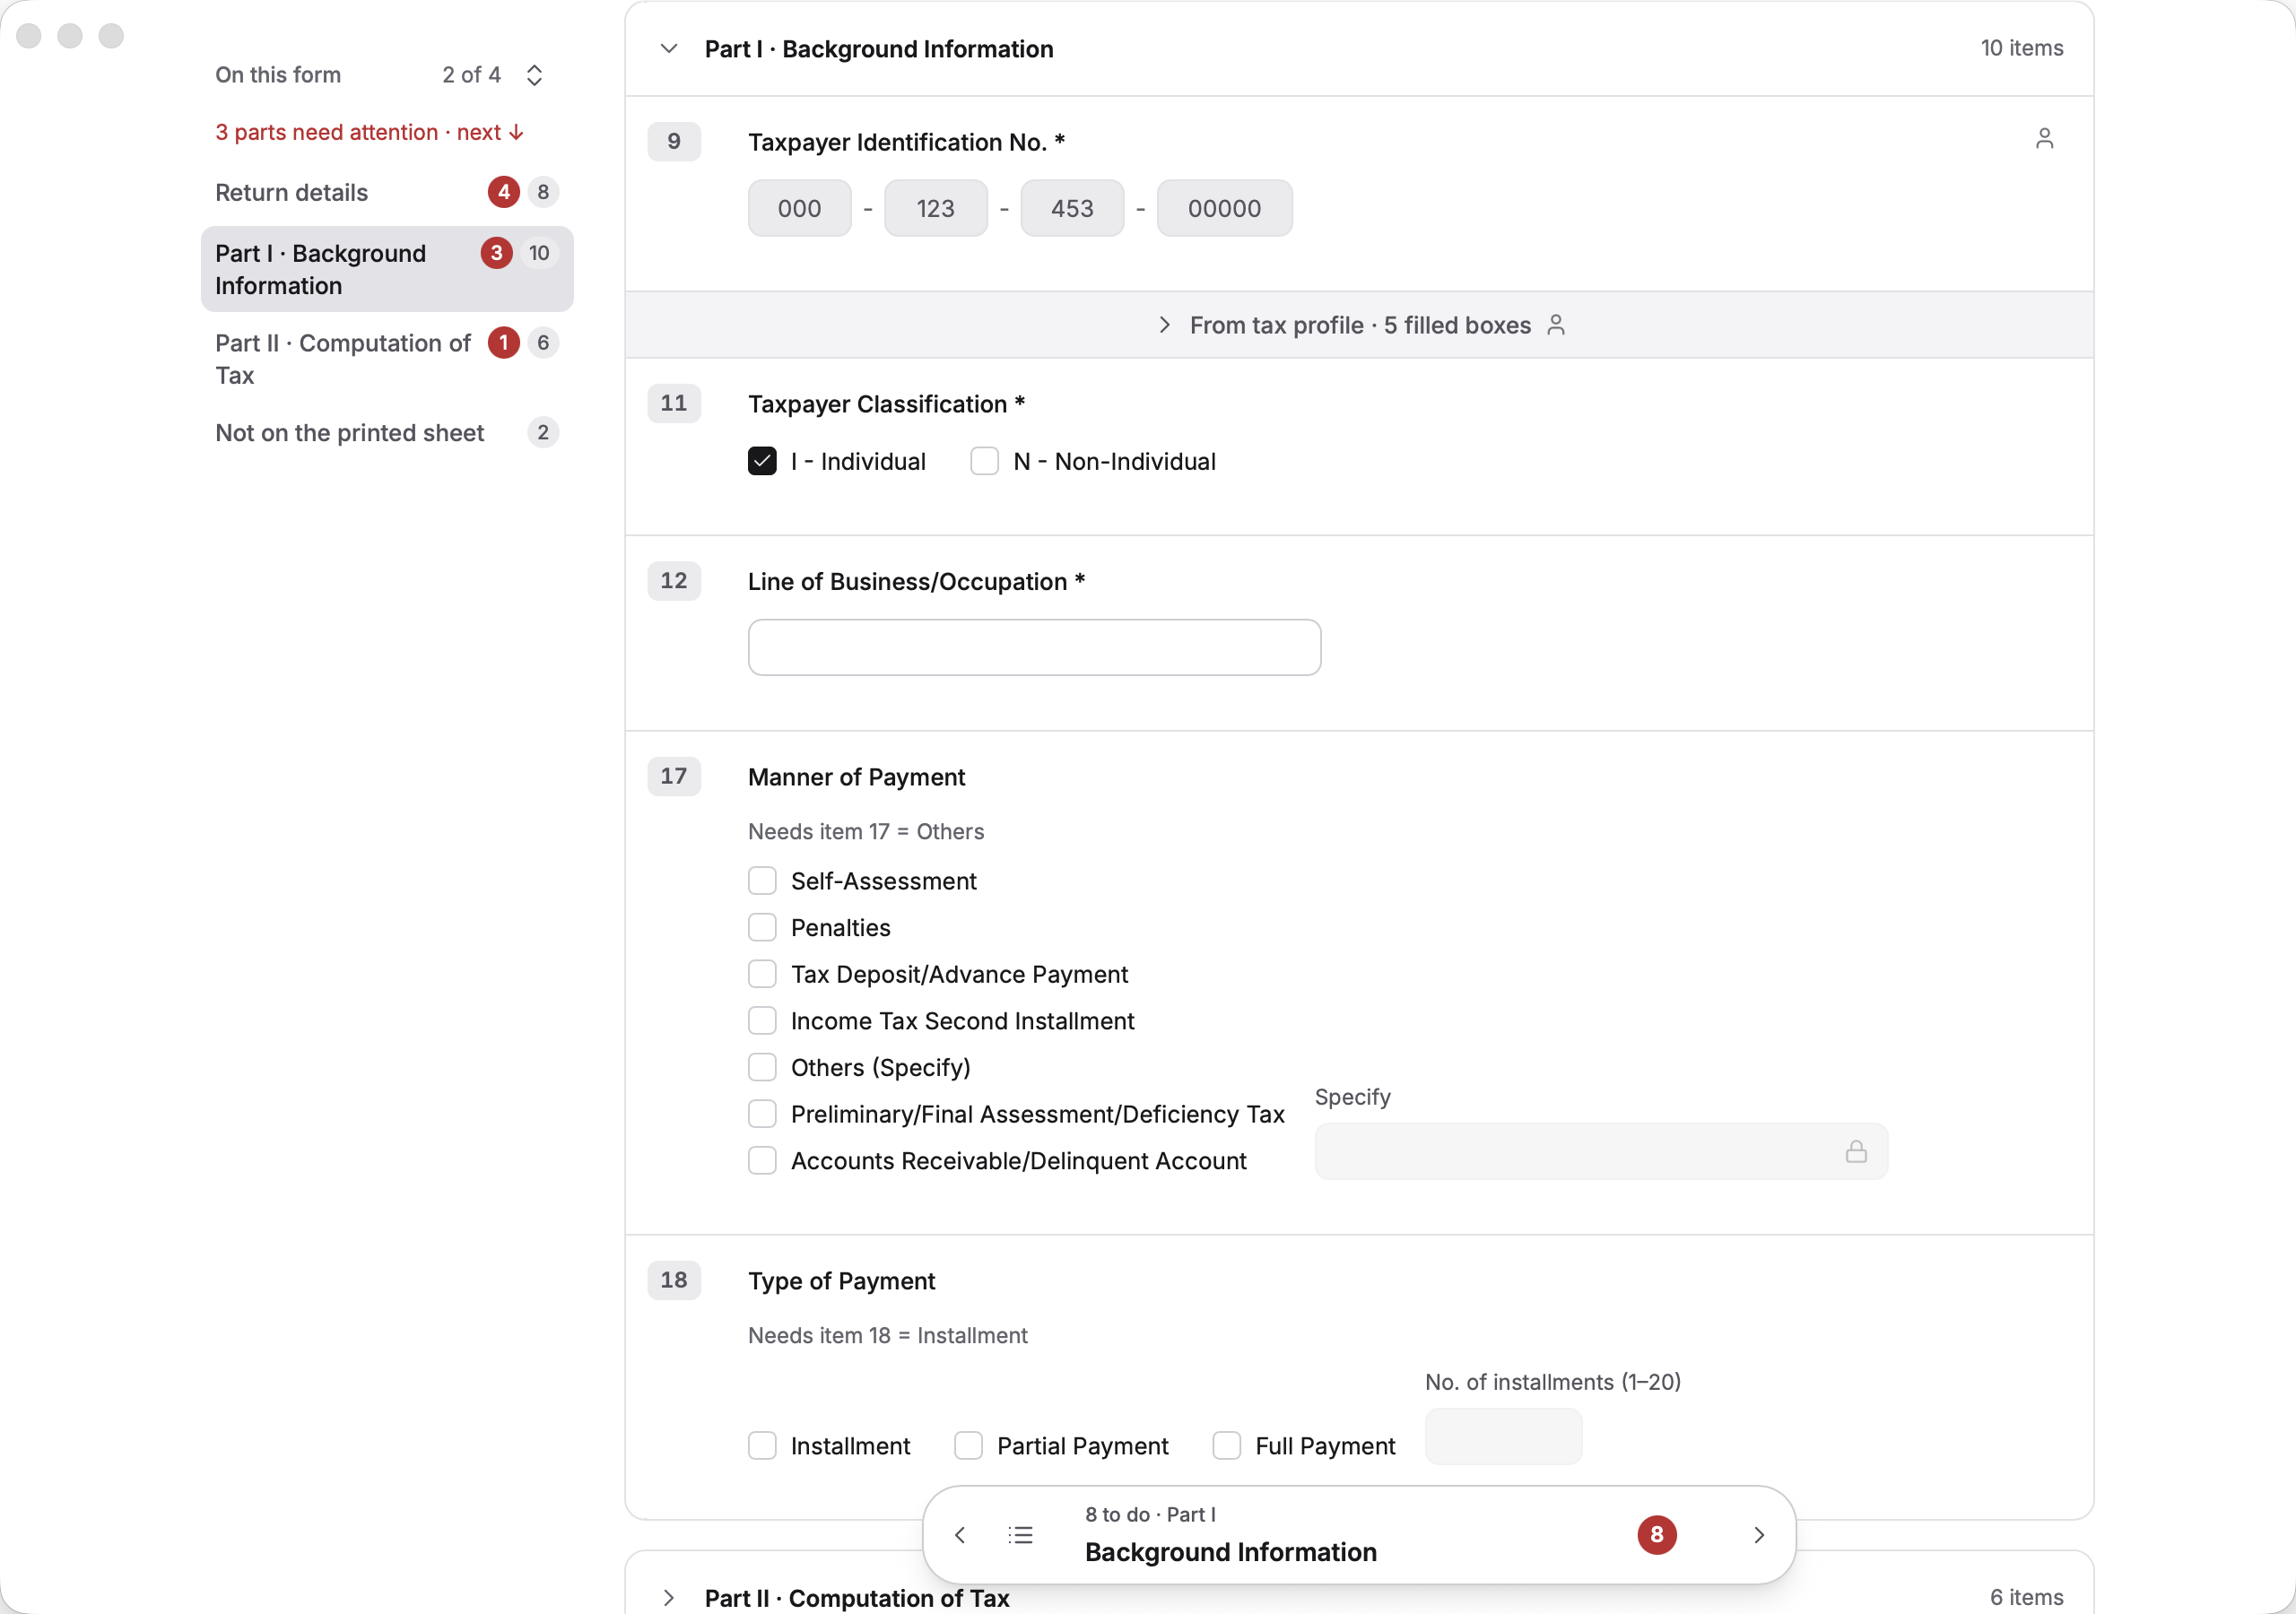 On this form 2 of 4
3 parts need attention · next ↓
Return details 4 8
Part I · Background Information 3 10
Part II · Computation of Tax 1 6
Not on the printed sheet 2
Part I · Background Information 10 items
9 Taxpayer Identification No. *
000 - 123 - 453 - 00000
From tax profile · 5 filled boxes
11 Taxpayer Classification *
I - Individual N - Non-Individual
12 Line of Business/Occupation *
17 Manner of Payment
Needs item 17 = Others
Self-Assessment
Penalties
Tax Deposit/Advance Payment
Income Tax Second Installment
Others (Specify)
Preliminary/Final Assessment/Deficiency Tax
Accounts Receivable/Delinquent Account
Specify
18 Type of Payment
Needs item 18 = Installment
Installment Partial Payment Full Payment
No. of installments (1–20)
8 to do · Part I
Background Information 8
Part II · Computation of Tax 6 items